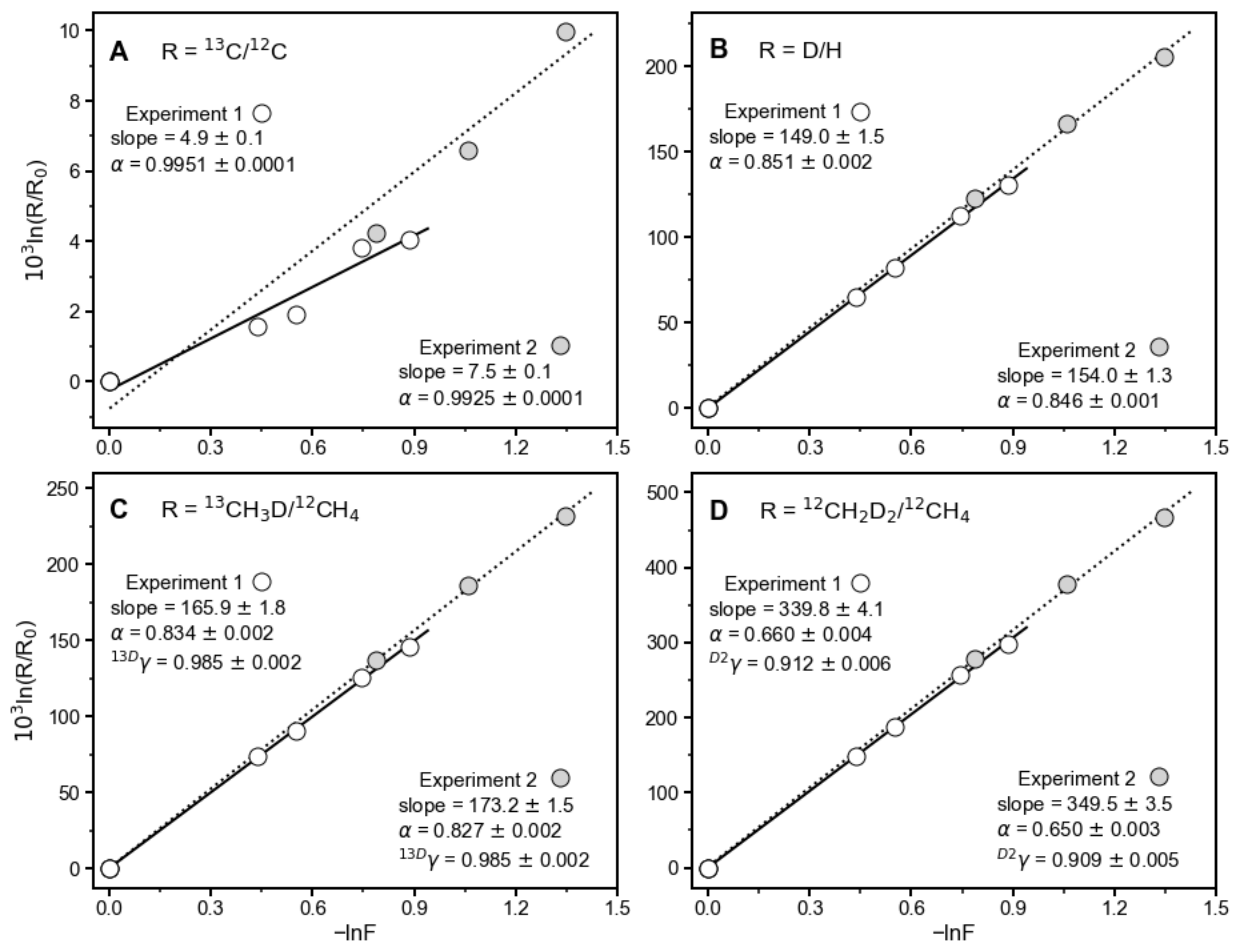 A R = ¹³C/¹²C
Experiment 1
slope = 4.9 ± 0.1
α = 0.9951 ± 0.0001
Experiment 2
slope = 7.5 ± 0.1
α = 0.9925 ± 0.0001
10
8
6
4
2
0
10³ln(R/R₀)
0.0 0.3 0.6 0.9 1.2 1.5
B R = D/H
Experiment 1
slope = 149.0 ± 1.5
α = 0.851 ± 0.002
Experiment 2
slope = 154.0 ± 1.3
α = 0.846 ± 0.001
200
150
100
50
0
0.0 0.3 0.6 0.9 1.2 1.5
C R = ¹³CH₃D/¹²CH₄
Experiment 1
slope = 165.9 ± 1.8
α = 0.834 ± 0.002
¹³ᴰγ = 0.985 ± 0.002
Experiment 2
slope = 173.2 ± 1.5
α = 0.827 ± 0.002
¹³ᴰγ = 0.985 ± 0.002
250
200
150
100
50
0
10³ln(R/R₀)
0.0 0.3 0.6 0.9 1.2 1.5
−lnF
D R = ¹²CH₂D₂/¹²CH₄
Experiment 1
slope = 339.8 ± 4.1
α = 0.660 ± 0.004
ᴰ²γ = 0.912 ± 0.006
Experiment 2
slope = 349.5 ± 3.5
α = 0.650 ± 0.003
ᴰ²γ = 0.909 ± 0.005
500
400
300
200
100
0
0.0 0.3 0.6 0.9 1.2 1.5
−lnF